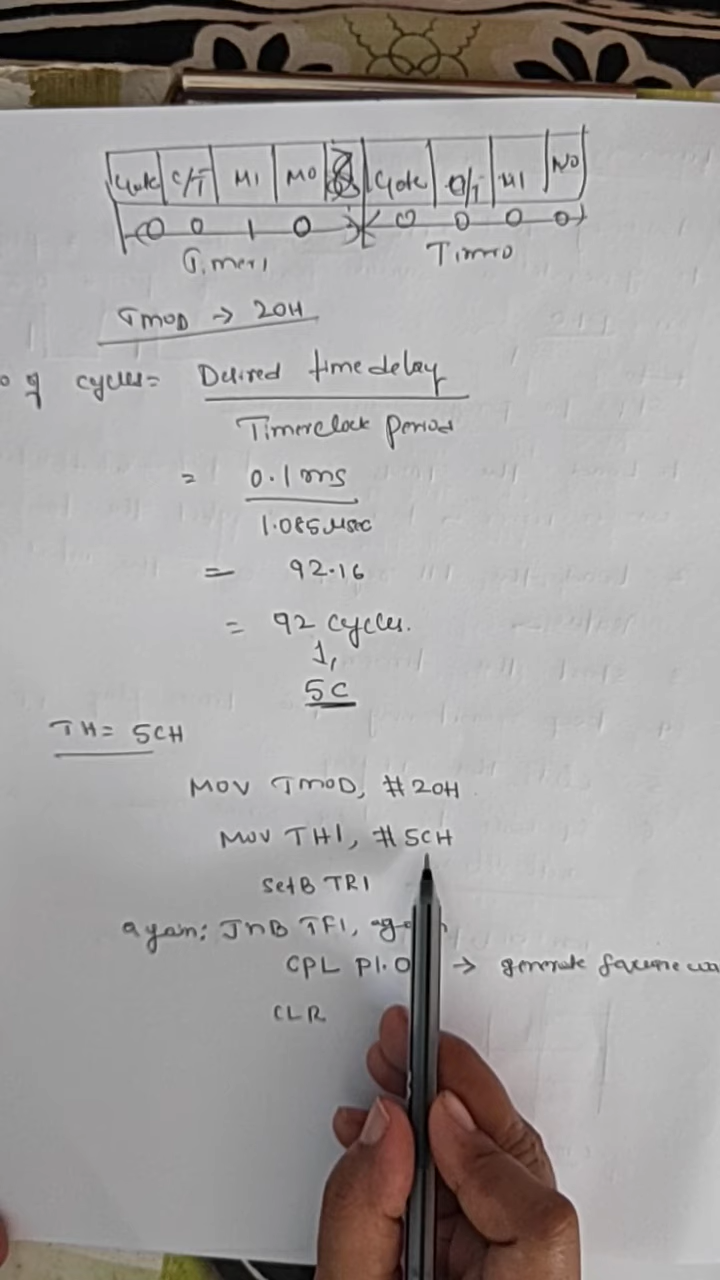 Gate C/T M1 M0 Gate C/T M1 M0
0 0 1 0 0 0 0 0
Timer1 Timer0
TMOD → 20H
o of cycles = Desired time delay
Timerclock Period
= 0.1 ms
1.085 μsec
= 92.16
= 92 cycles.
5C
TH = 5CH
MOV TMOD, #20H
MOV TH1, #5CH
SetB TR1
again: JNB TF1,
CPL P1.0 → generate square
CLR